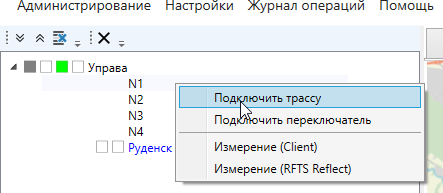 Администрирование Настройки Журнал операций Помощь
Управа
N1
N2
N3
N4
Руденск
Подключить трассу
Подключить переключатель
Измерение (Client)
Измерение (RFTS Reflect)